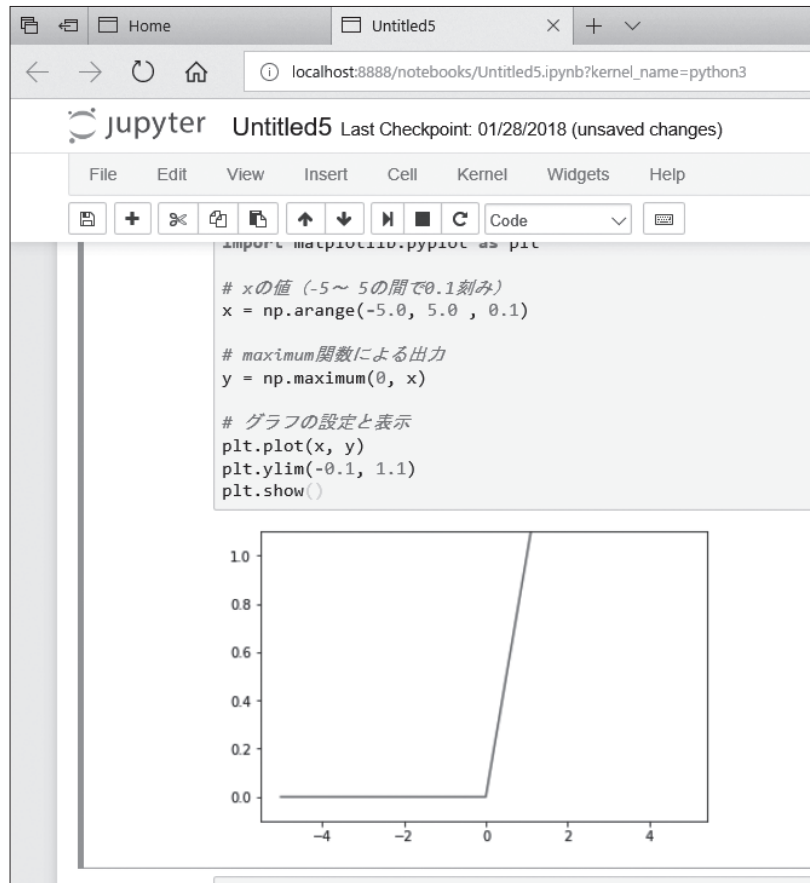 Home
Untitled5
localhost:8888/notebooks/Untitled5.ipynb?kernel_name=python3
jupyter Untitled5 Last Checkpoint: 01/28/2018 (unsaved changes)
File Edit View Insert Cell Kernel Widgets Help
Code
import matplotlib.pyplot as plt
# xの値（-5～ 5の間で0.1刻み）
x = np.arange(-5.0, 5.0 , 0.1)
# maximum関数による出力
y = np.maximum(0, x)
# グラフの設定と表示
plt.plot(x, y)
plt.ylim(-0.1, 1.1)
plt.show()
1.0
0.8
0.6
0.4
0.2
0.0
−4 −2 0 2 4